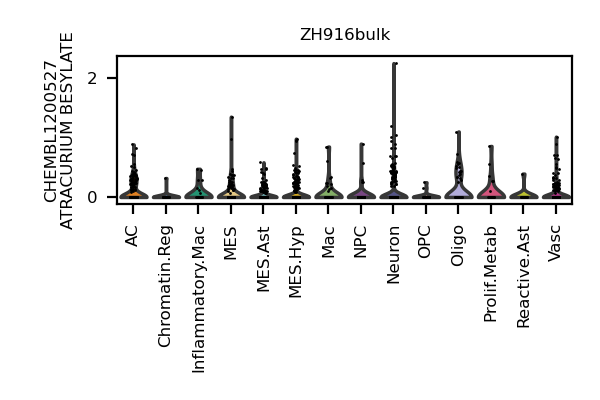 ZH916bulk
CHEMBL1200527
ATRACURIUM BESYLATE
2
0
AC
Chromatin.Reg
Inflammatory.Mac
MES
MES.Ast
MES.Hyp
Mac
NPC
Neuron
OPC
Oligo
Prolif.Metab
Reactive.Ast
Vasc